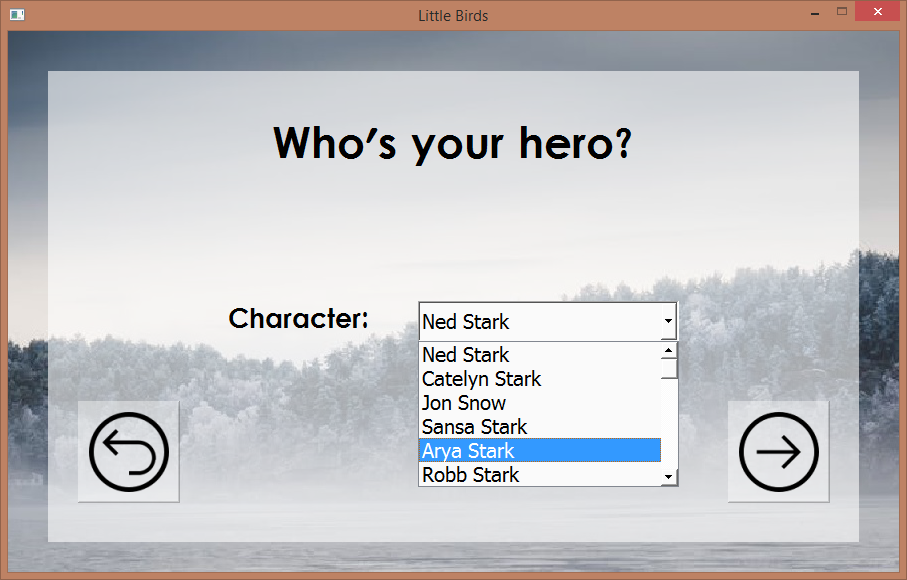 Little Birds
Who's your hero?
Character:
Ned Stark
Ned Stark
Catelyn Stark
Jon Snow
Sansa Stark
Arya Stark
Robb Stark